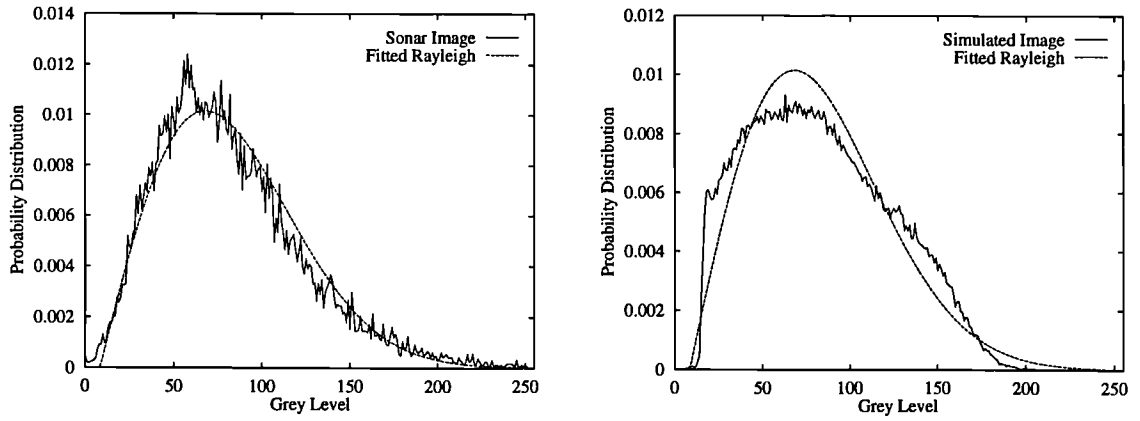 0.014
0.012
0.01
0.008
0.006
0.004
0.002
0
Probability Distribution
Sonar Image
Fitted Rayleigh
0 50 100 150 200 250
Grey Level
0.012
0.01
0.008
0.006
0.004
0.002
0
Probability Distribution
Simulated Image
Fitted Rayleigh
0 50 100 150 200 250
Grey Level